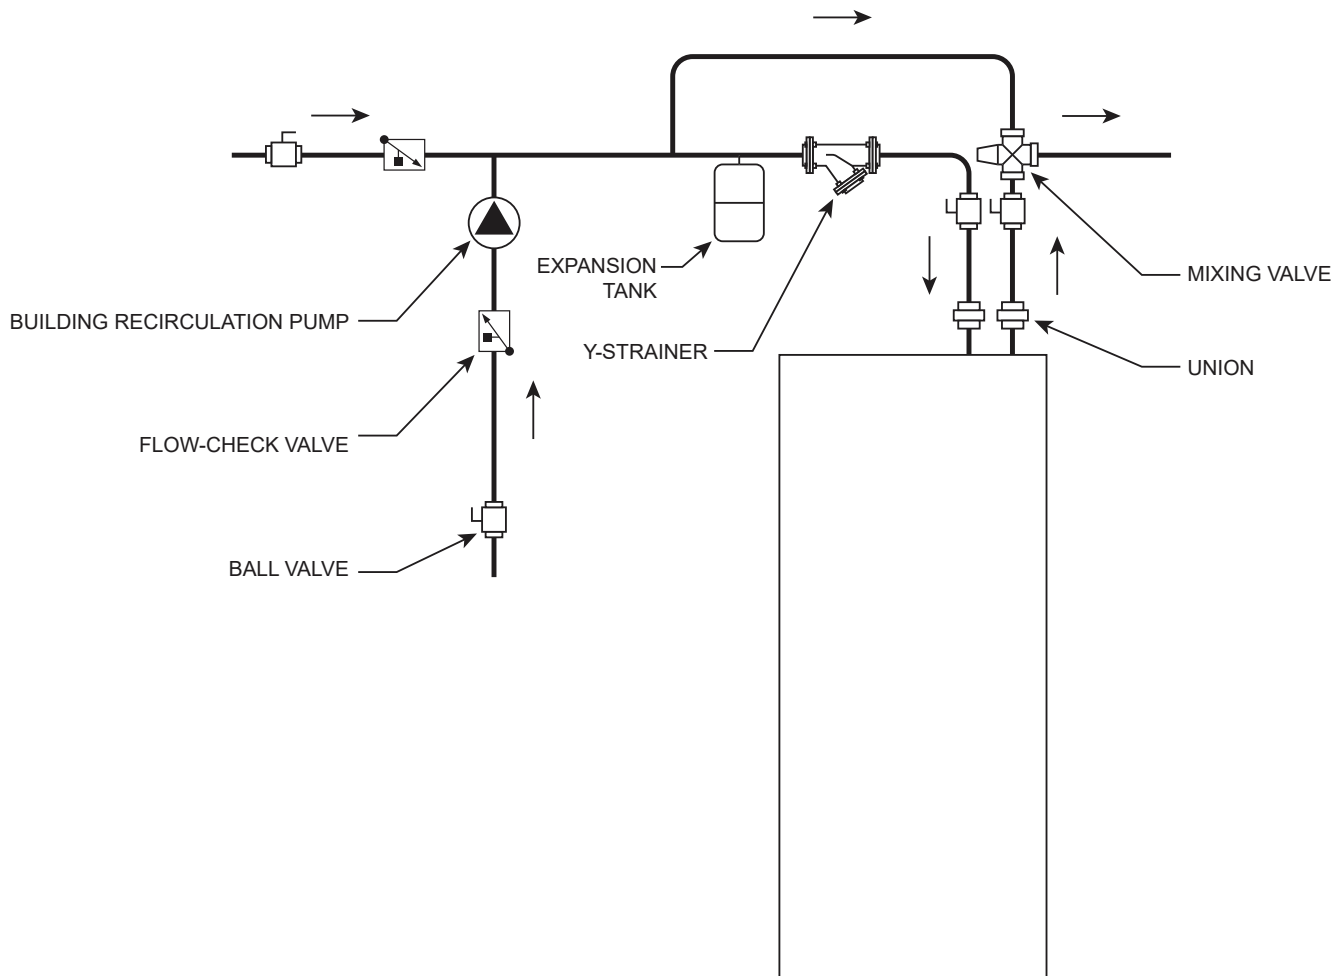 EXPANSION
TANK
MIXING VALVE
BUILDING RECIRCULATION PUMP
Y-STRAINER
UNION
FLOW-CHECK VALVE
BALL VALVE